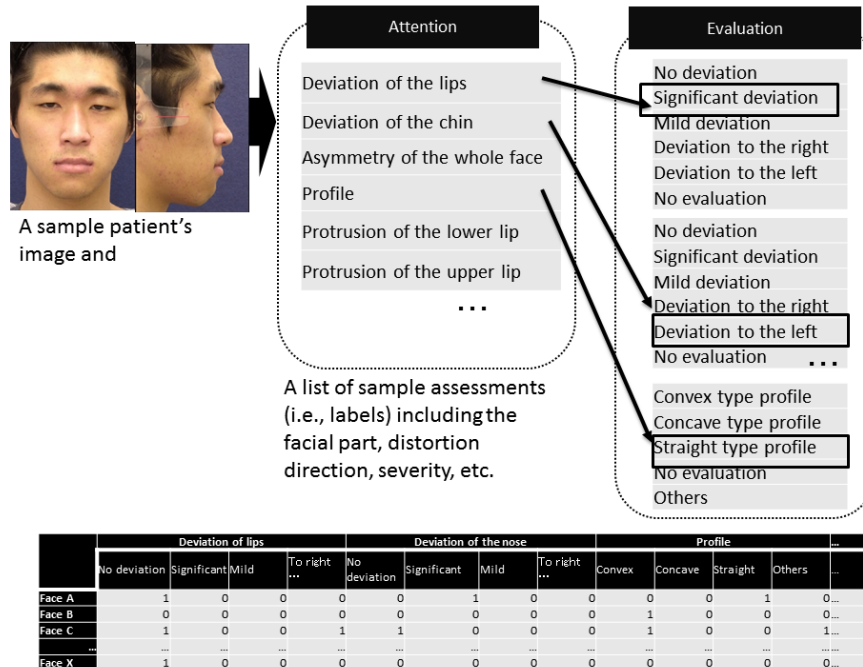 Attention
Deviation of the lips
Deviation of the chin
Asymmetry of the whole face
Profile
Protrusion of the lower lip
Protrusion of the upper lip
...
Evaluation
No deviation
Significant deviation
Mild deviation
Deviation to the right
Deviation to the left
No evaluation
No deviation
Significant deviation
Mild deviation
Deviation to the right
Deviation to the left
No evaluation ...
Convex type profile
Concave type profile
Straight type profile
No evaluation
Others
A sample patient’s
image and
A list of sample assessments
(i.e., labels) including the
facial part, distortion
direction, severity, etc.
Deviation of lips Deviation of the nose Profile ...
No deviation Significant Mild To right ... No deviation Significant Mild To right ... Convex Concave Straight Others ...
Face A 1 0 0 0 0 1 0 0 0 0 1 0 ...
Face B 0 0 0 0 0 0 0 0 1 0 0 0 ...
Face C 1 0 0 1 1 0 0 0 1 0 0 1 ...
... ... ... ... ... ... ... ... ... ... ... ... ... ...
Face X 1 0 0 0 0 0 0 0 0 1 0 0 ...